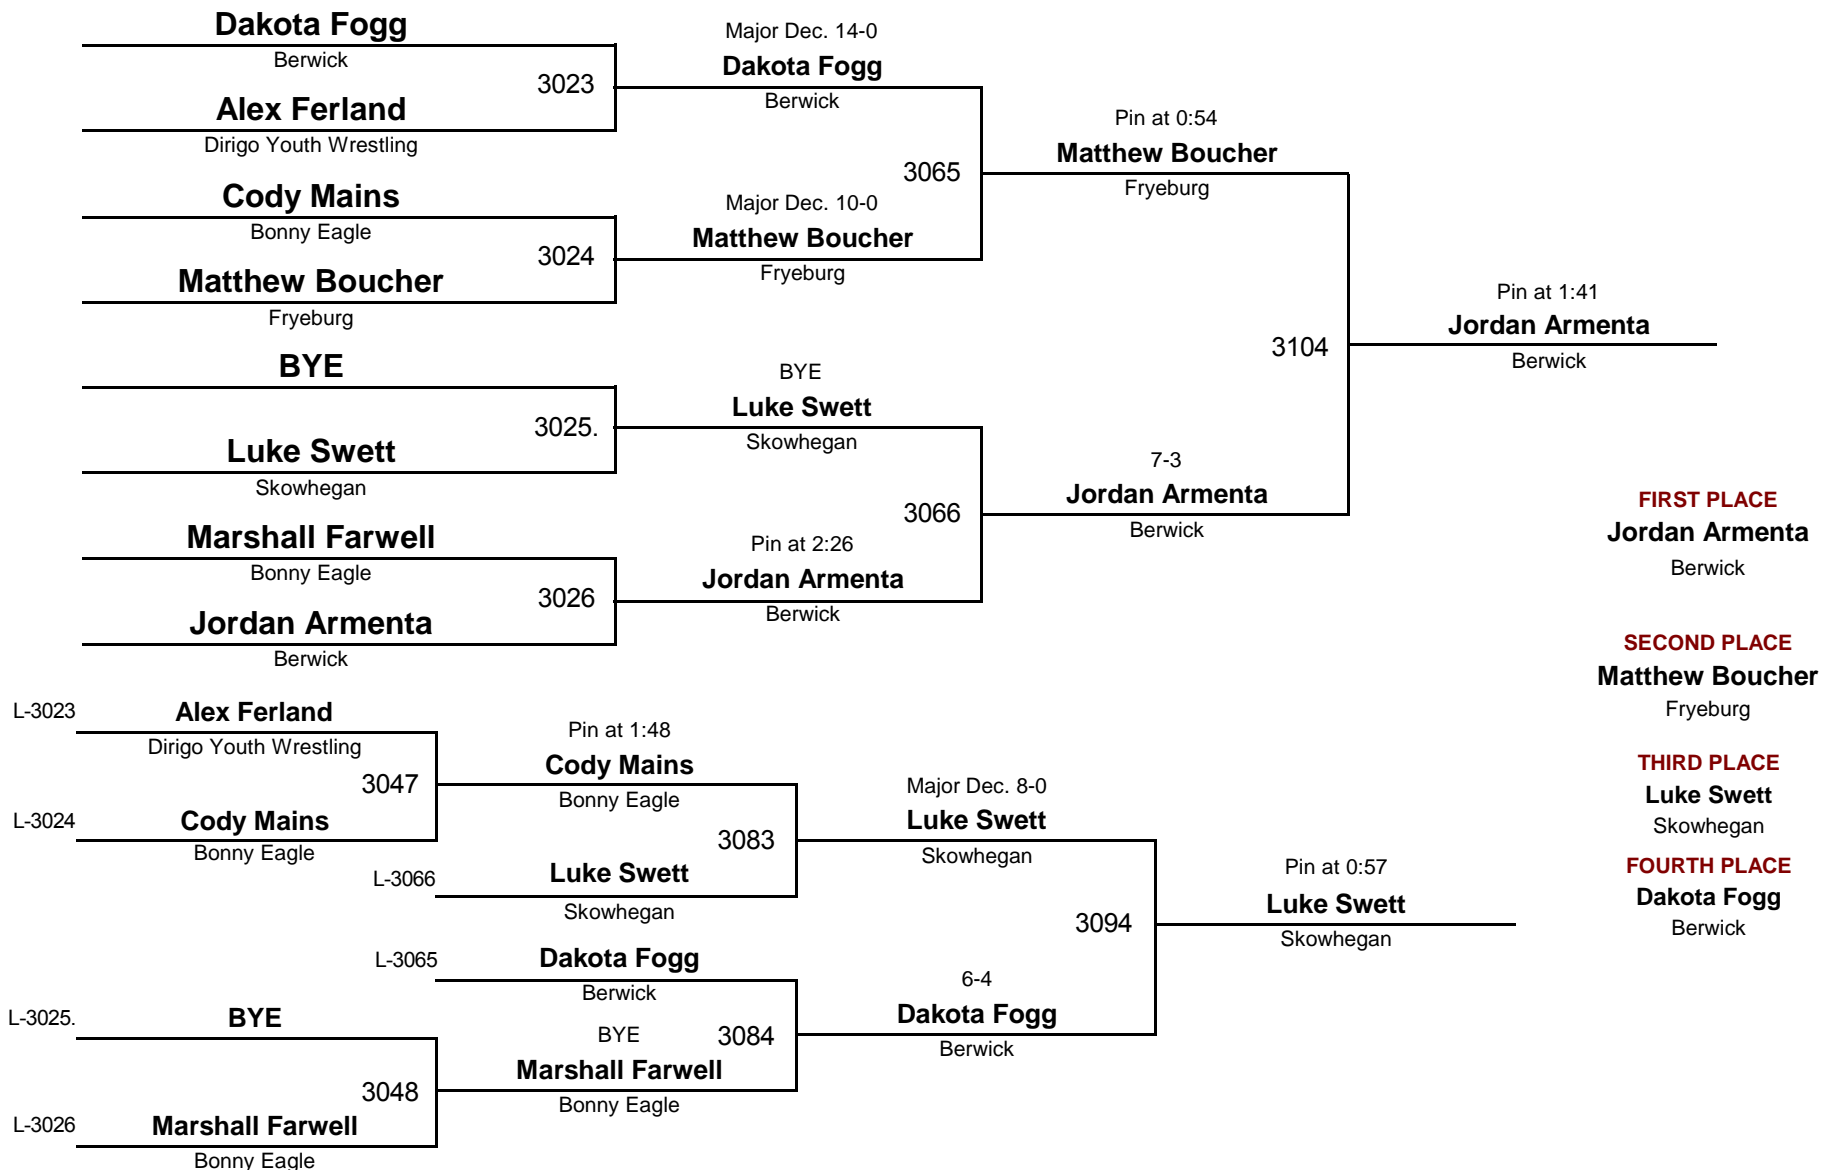 Dakota Fogg
Berwick
3023
Alex Ferland
Dirigo Youth Wrestling
Cody Mains
Bonny Eagle
3024
Matthew Boucher
Fryeburg
BYE
3025.
Luke Swett
Skowhegan
Marshall Farwell
Bonny Eagle
3026
Jordan Armenta
Berwick
Major Dec. 14-0
Dakota Fogg
Berwick
3065
Major Dec. 10-0
Matthew Boucher
Fryeburg
BYE
Luke Swett
Skowhegan
3066
Pin at 2:26
Jordan Armenta
Berwick
Pin at 0:54
Matthew Boucher
Fryeburg
3104
7-3
Jordan Armenta
Berwick
Pin at 1:41
Jordan Armenta
Berwick
FIRST PLACE
Jordan Armenta
Berwick
SECOND PLACE
Matthew Boucher
Fryeburg
THIRD PLACE
Luke Swett
Skowhegan
FOURTH PLACE
Dakota Fogg
Berwick
L-3023
Alex Ferland
Dirigo Youth Wrestling
3047
L-3024
Cody Mains
Bonny Eagle
Pin at 1:48
Cody Mains
Bonny Eagle
3083
L-3066
Luke Swett
Skowhegan
L-3065
Dakota Fogg
Berwick
3084
L-3025.
BYE
3048
L-3026
Marshall Farwell
Bonny Eagle
BYE
Marshall Farwell
Bonny Eagle
Major Dec. 8-0
Luke Swett
Skowhegan
3094
6-4
Dakota Fogg
Berwick
Pin at 0:57
Luke Swett
Skowhegan